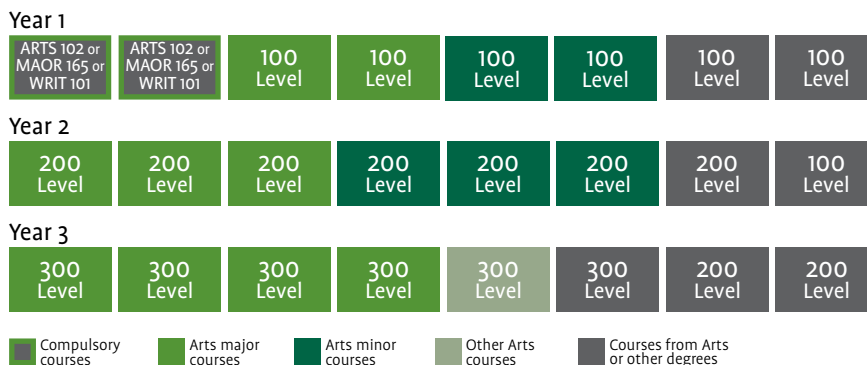 Year 1
ARTS 102 or
MAOR 165 or
WRIT 101
ARTS 102 or
MAOR 165 or
WRIT 101
100
Level
100
Level
100
Level
100
Level
100
Level
100
Level
Year 2
200
Level
200
Level
200
Level
200
Level
200
Level
200
Level
200
Level
100
Level
Year 3
300
Level
300
Level
300
Level
300
Level
300
Level
300
Level
200
Level
200
Level
Compulsory
courses
Arts major
courses
Arts minor
courses
Other Arts
courses
Courses from Arts
or other degrees